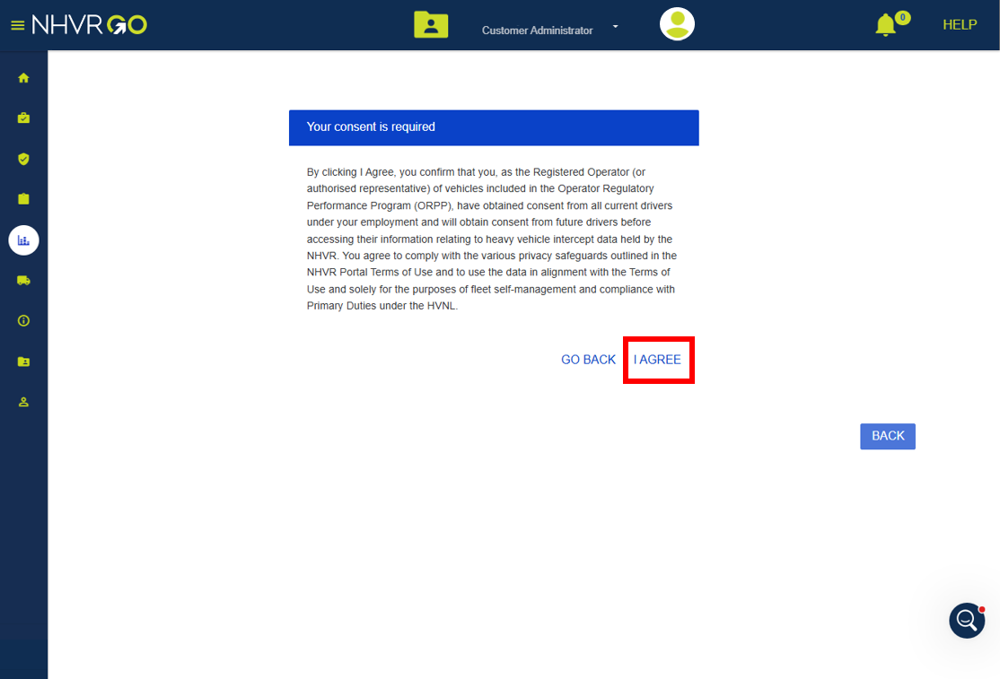 NHVR GO
Customer Administrator
0
HELP
Your consent is required
By clicking I Agree, you confirm that you, as the Registered Operator (or
authorised representative) of vehicles included in the Operator Regulatory
Performance Program (ORPP), have obtained consent from all current drivers
under your employment and will obtain consent from future drivers before
accessing their information relating to heavy vehicle intercept data held by the
NHVR. You agree to comply with the various privacy safeguards outlined in the
NHVR Portal Terms of Use and to use the data in alignment with the Terms of
Use and solely for the purposes of fleet self-management and compliance with
Primary Duties under the HVNL.
GO BACK I AGREE
BACK